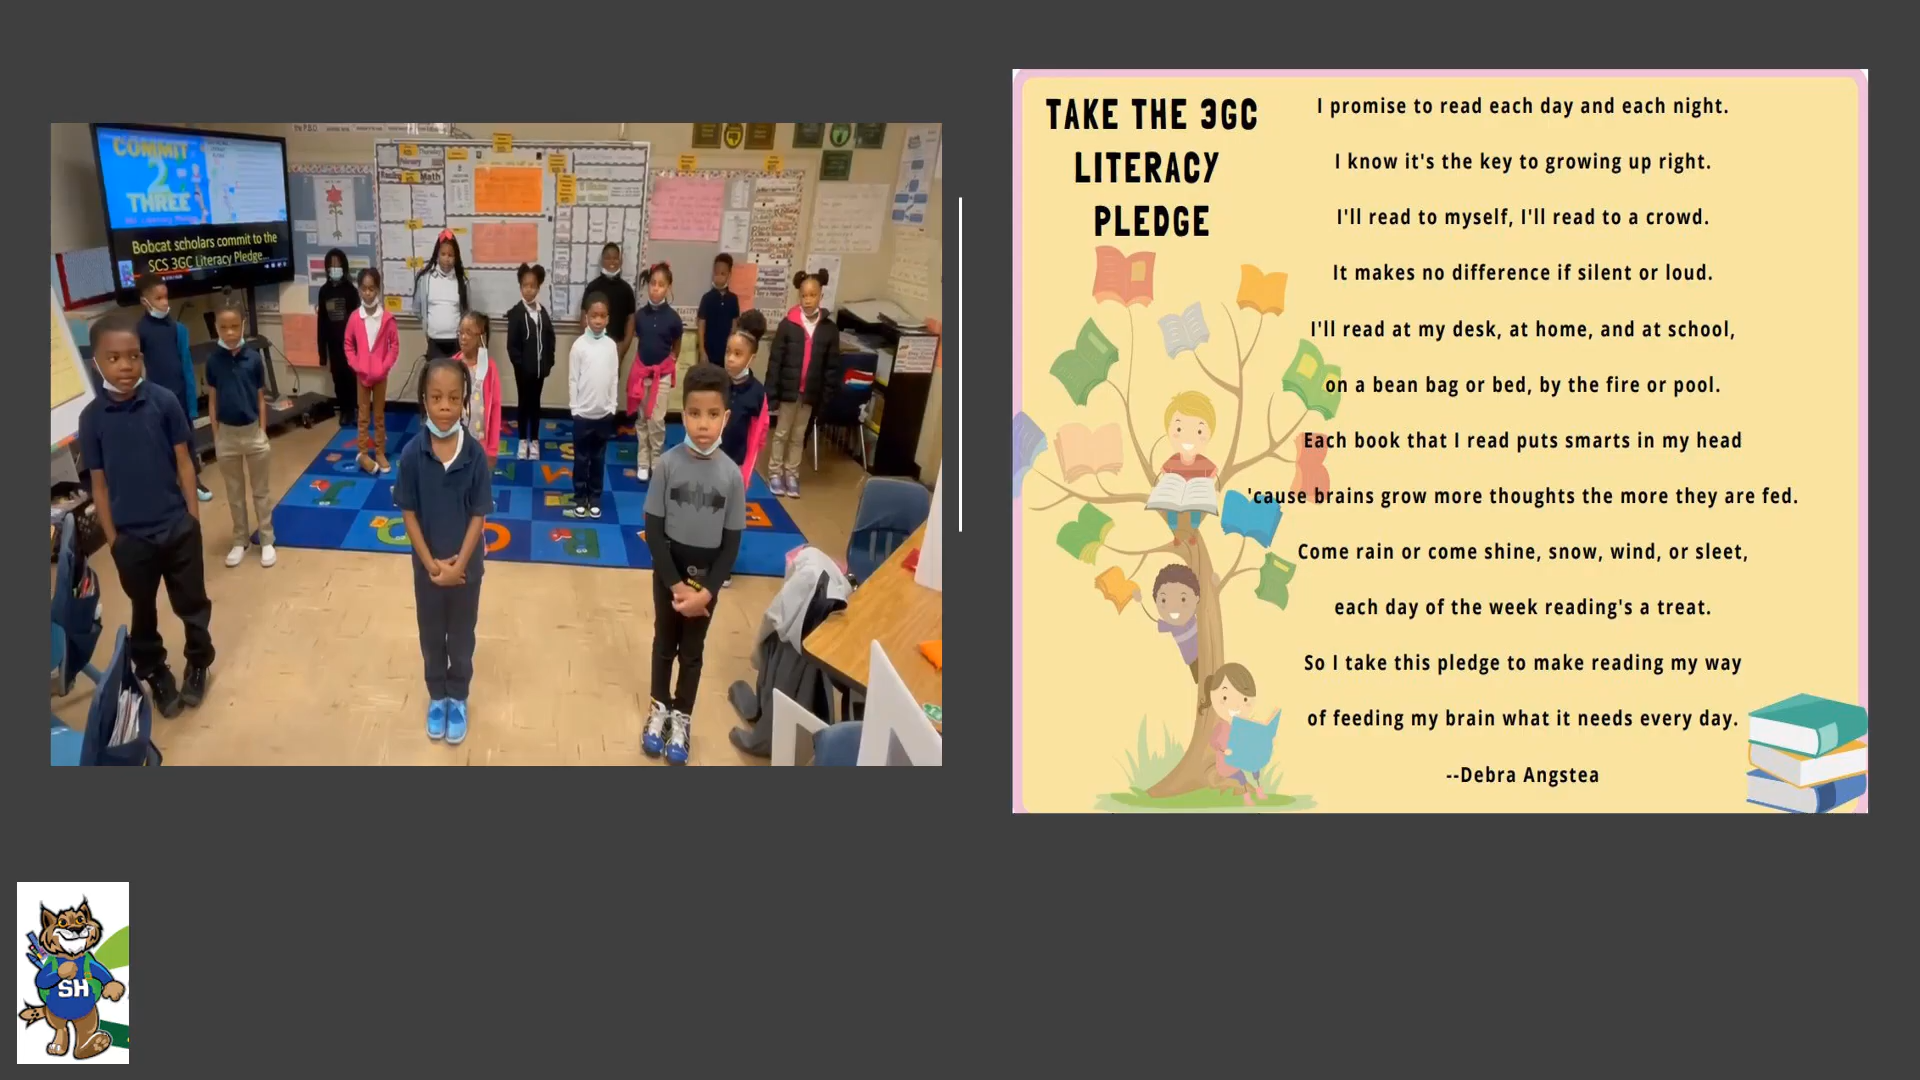 COMMIT
2
THREE
Bobcat scholars commit to the
SCS 3GC Literacy Pledge
Reading
Math
TAKE THE 3GC
LITERACY
PLEDGE
I promise to read each day and each night.
I know it's the key to growing up right.
I'll read to myself, I'll read to a crowd.
It makes no difference if silent or loud.
I'll read at my desk, at home, and at school,
on a bean bag or bed, by the fire or pool.
Each book that I read puts smarts in my head
'cause brains grow more thoughts the more they are fed.
Come rain or come shine, snow, wind, or sleet,
each day of the week reading's a treat.
So I take this pledge to make reading my way
of feeding my brain what it needs every day.
--Debra Angstea
SH